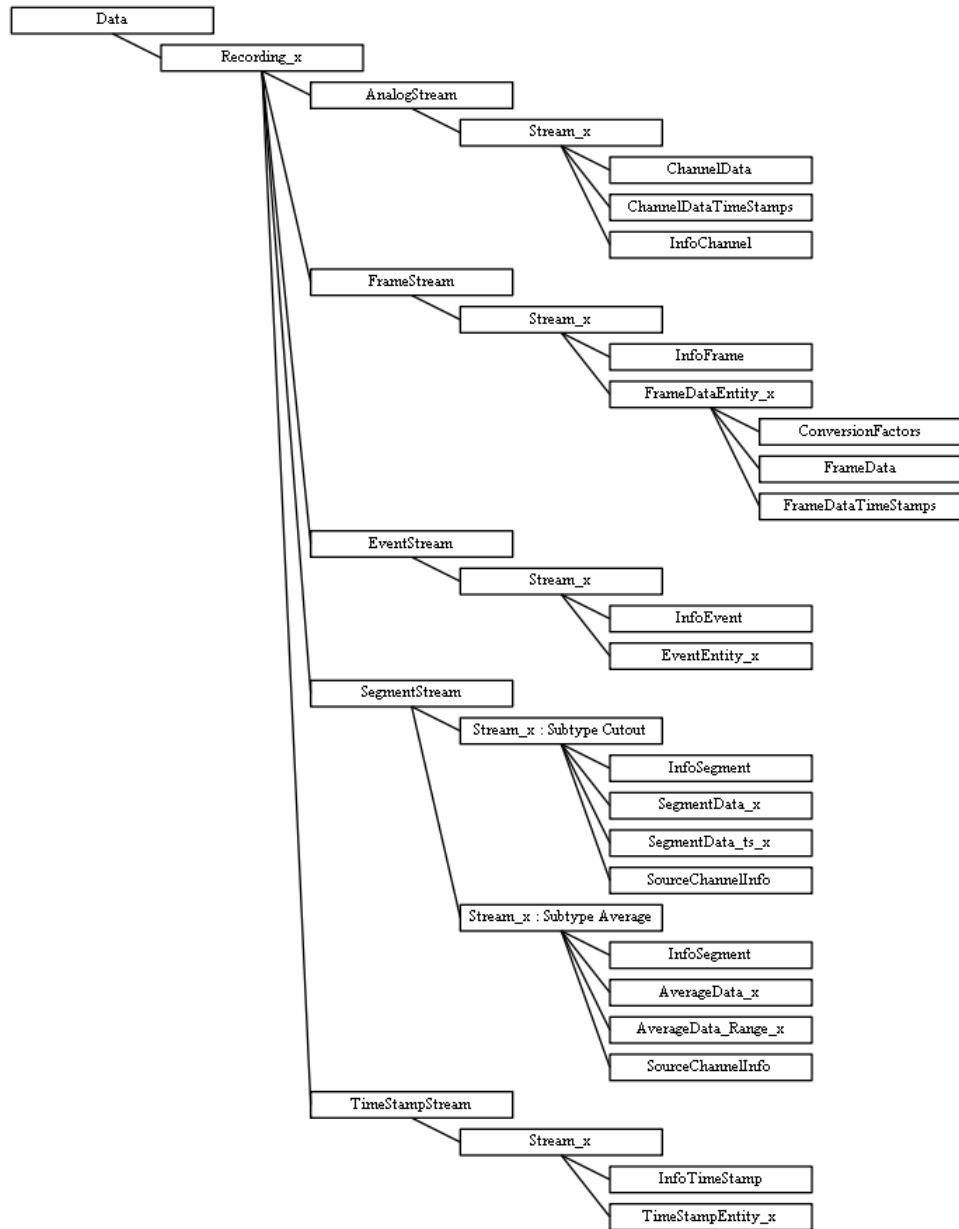 Data
Recording_x
AnalogStream
Stream_x
ChannelData
ChannelDataTimeStamps
InfoChannel
FrameStream
Stream_x
InfoFrame
FrameDataEntity_x
ConversionFactors
FrameData
FrameDataTimeStamps
EventStream
Stream_x
InfoEvent
EventEntity_x
SegmentStream
Stream_x : Subtype Cutout
InfoSegment
SegmentData_x
SegmentData_ts_x
SourceChannelInfo
Stream_x : Subtype Average
InfoSegment
AverageData_x
AverageData_Range_x
SourceChannelInfo
TimeStampStream
Stream_x
InfoTimeStamp
TimeStampEntity_x